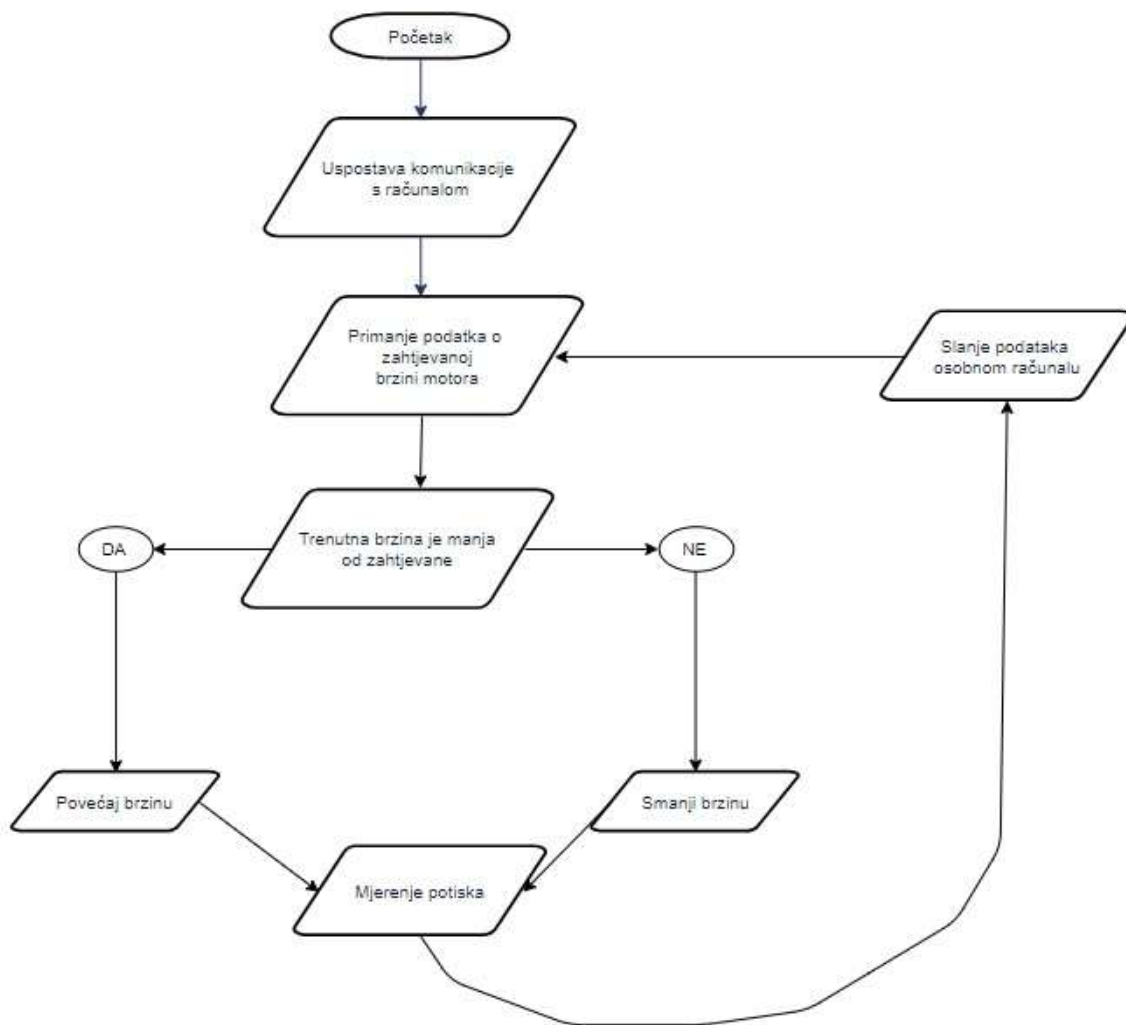 Početak
Uspostava komunikacije
s računalom
Primanje podatka o
zahtjevanoj
brzini motora
Slanje podataka
osobnom računalu
Trenutna brzina je manja
od zahtjevane
DA
NE
Povećaj brzinu
Smanji brzinu
Mjerenje potiska